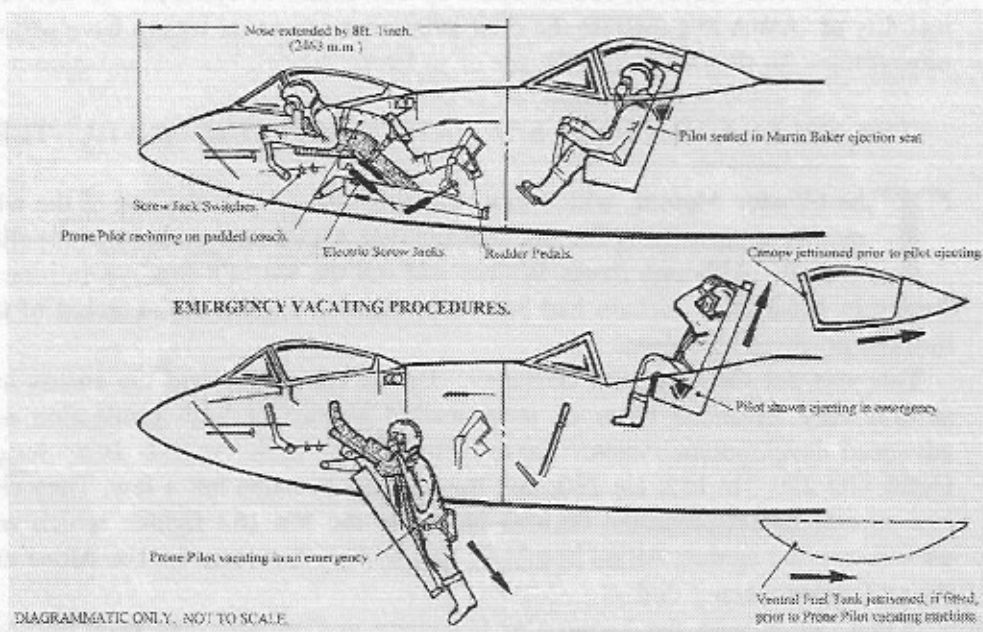 Nose extended by 8ft. 1inch.
(2463 m.m.)
Pilot seated in Martin Baker ejection seat.
Screw Jack Switches.
Prone Pilot reclining on padded couch.
Electric Screw Jacks.
Rudder Pedals.
Canopy jettisoned prior to pilot ejecting.
EMERGENCY VACATING PROCEDURES.
Pilot shown ejecting in emergency.
Prone Pilot vacating in an emergency.
Ventral Fuel Tank jettisoned, if fitted,
prior to Prone Pilot vacating machine.
DIAGRAMMATIC ONLY. NOT TO SCALE.